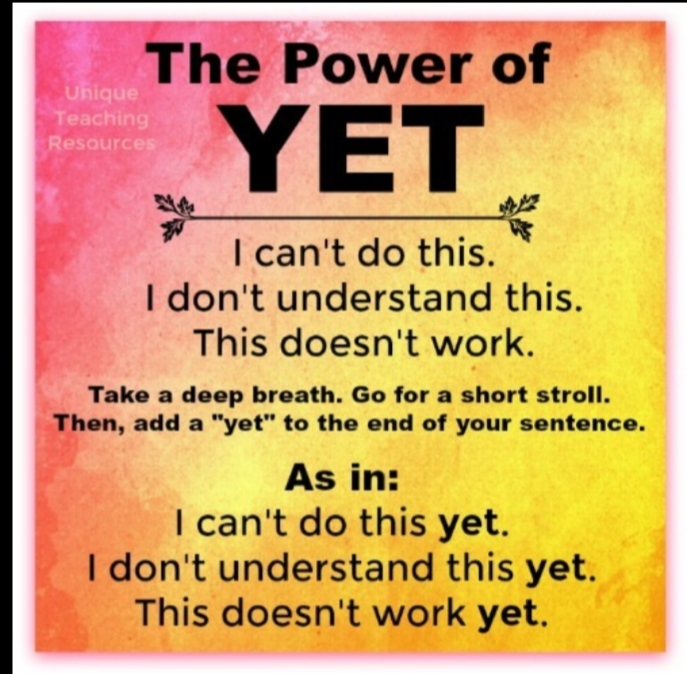 The Power of
YET
Unique
Teaching
Resources
I can't do this.
I don't understand this.
This doesn't work.
Take a deep breath. Go for a short stroll.
Then, add a "yet" to the end of your sentence.
As in:
I can't do this yet.
I don't understand this yet.
This doesn't work yet.